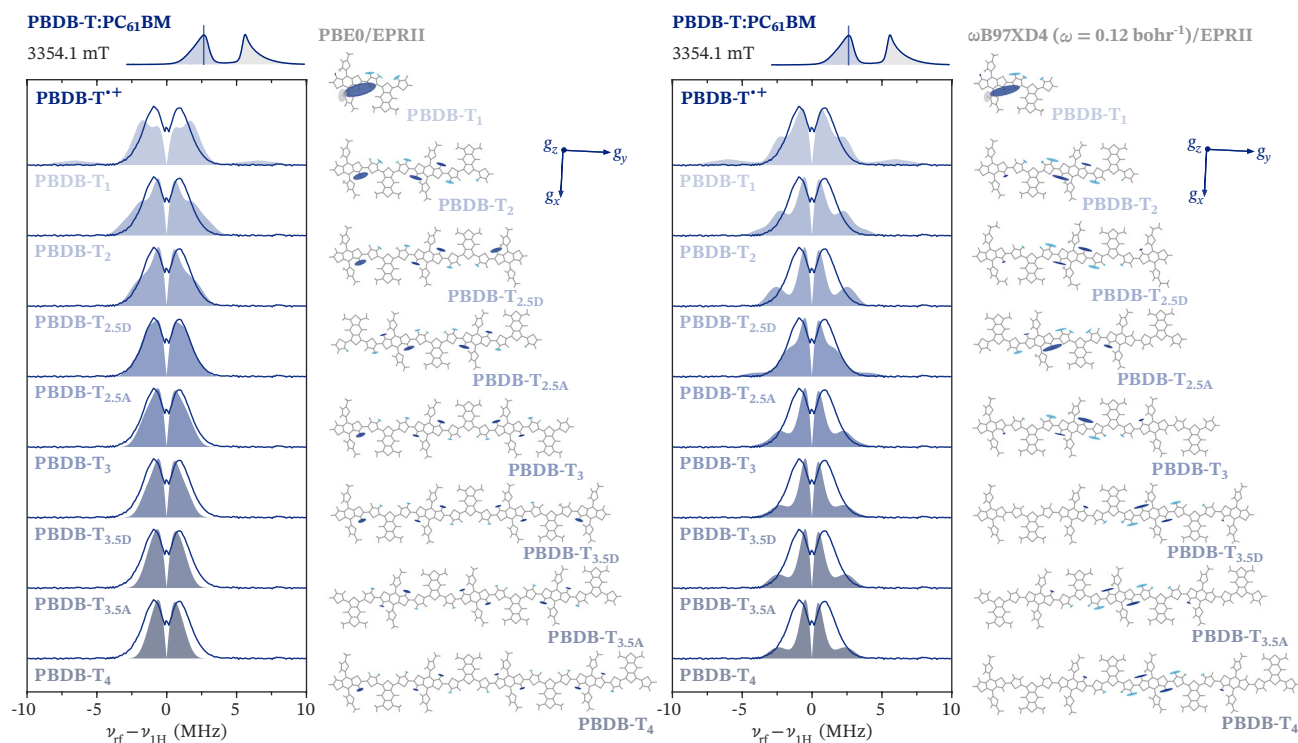 PBDB-T:PC₆₁BM
3354.1 mT
PBE0/EPRII
PBDB-T•⁺
PBDB-T₁
PBDB-T₂
PBDB-T₂.₅D
PBDB-T₂.₅A
PBDB-T₃
PBDB-T₃.₅D
PBDB-T₃.₅A
PBDB-T₄
-10 -5 0 5 10
νrf − ν1H (MHz)
PBDB-T₁
gz gy
gx
PBDB-T₂
PBDB-T₂.₅D
PBDB-T₂.₅A
PBDB-T₃
PBDB-T₃.₅D
PBDB-T₃.₅A
PBDB-T₄
PBDB-T:PC₆₁BM
3354.1 mT
ωB97XD4 (ω = 0.12 bohr⁻¹)/EPRII
PBDB-T•⁺
PBDB-T₁
PBDB-T₂
PBDB-T₂.₅D
PBDB-T₂.₅A
PBDB-T₃
PBDB-T₃.₅D
PBDB-T₃.₅A
PBDB-T₄
-10 -5 0 5 10
νrf − ν1H (MHz)
PBDB-T₁
gz gy
gx
PBDB-T₂
PBDB-T₂.₅D
PBDB-T₂.₅A
PBDB-T₃
PBDB-T₃.₅D
PBDB-T₃.₅A
PBDB-T₄